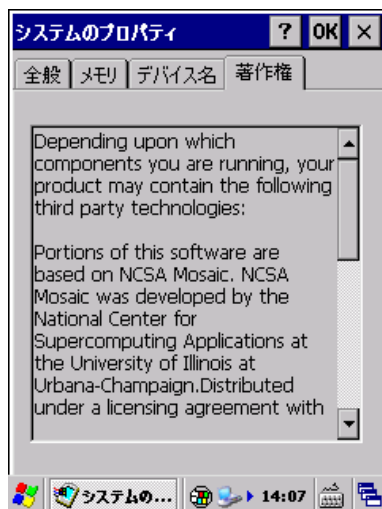 システムのプロパティ ? OK ×
全般 メモリ デバイス名 著作権
Depending upon which
components you are running, your
product may contain the following
third party technologies:
Portions of this software are
based on NCSA Mosaic. NCSA
Mosaic was developed by the
National Center for
Supercomputing Applications at
the University of Illinois at
Urbana-Champaign.Distributed
under a licensing agreement with
システムの... 14:07